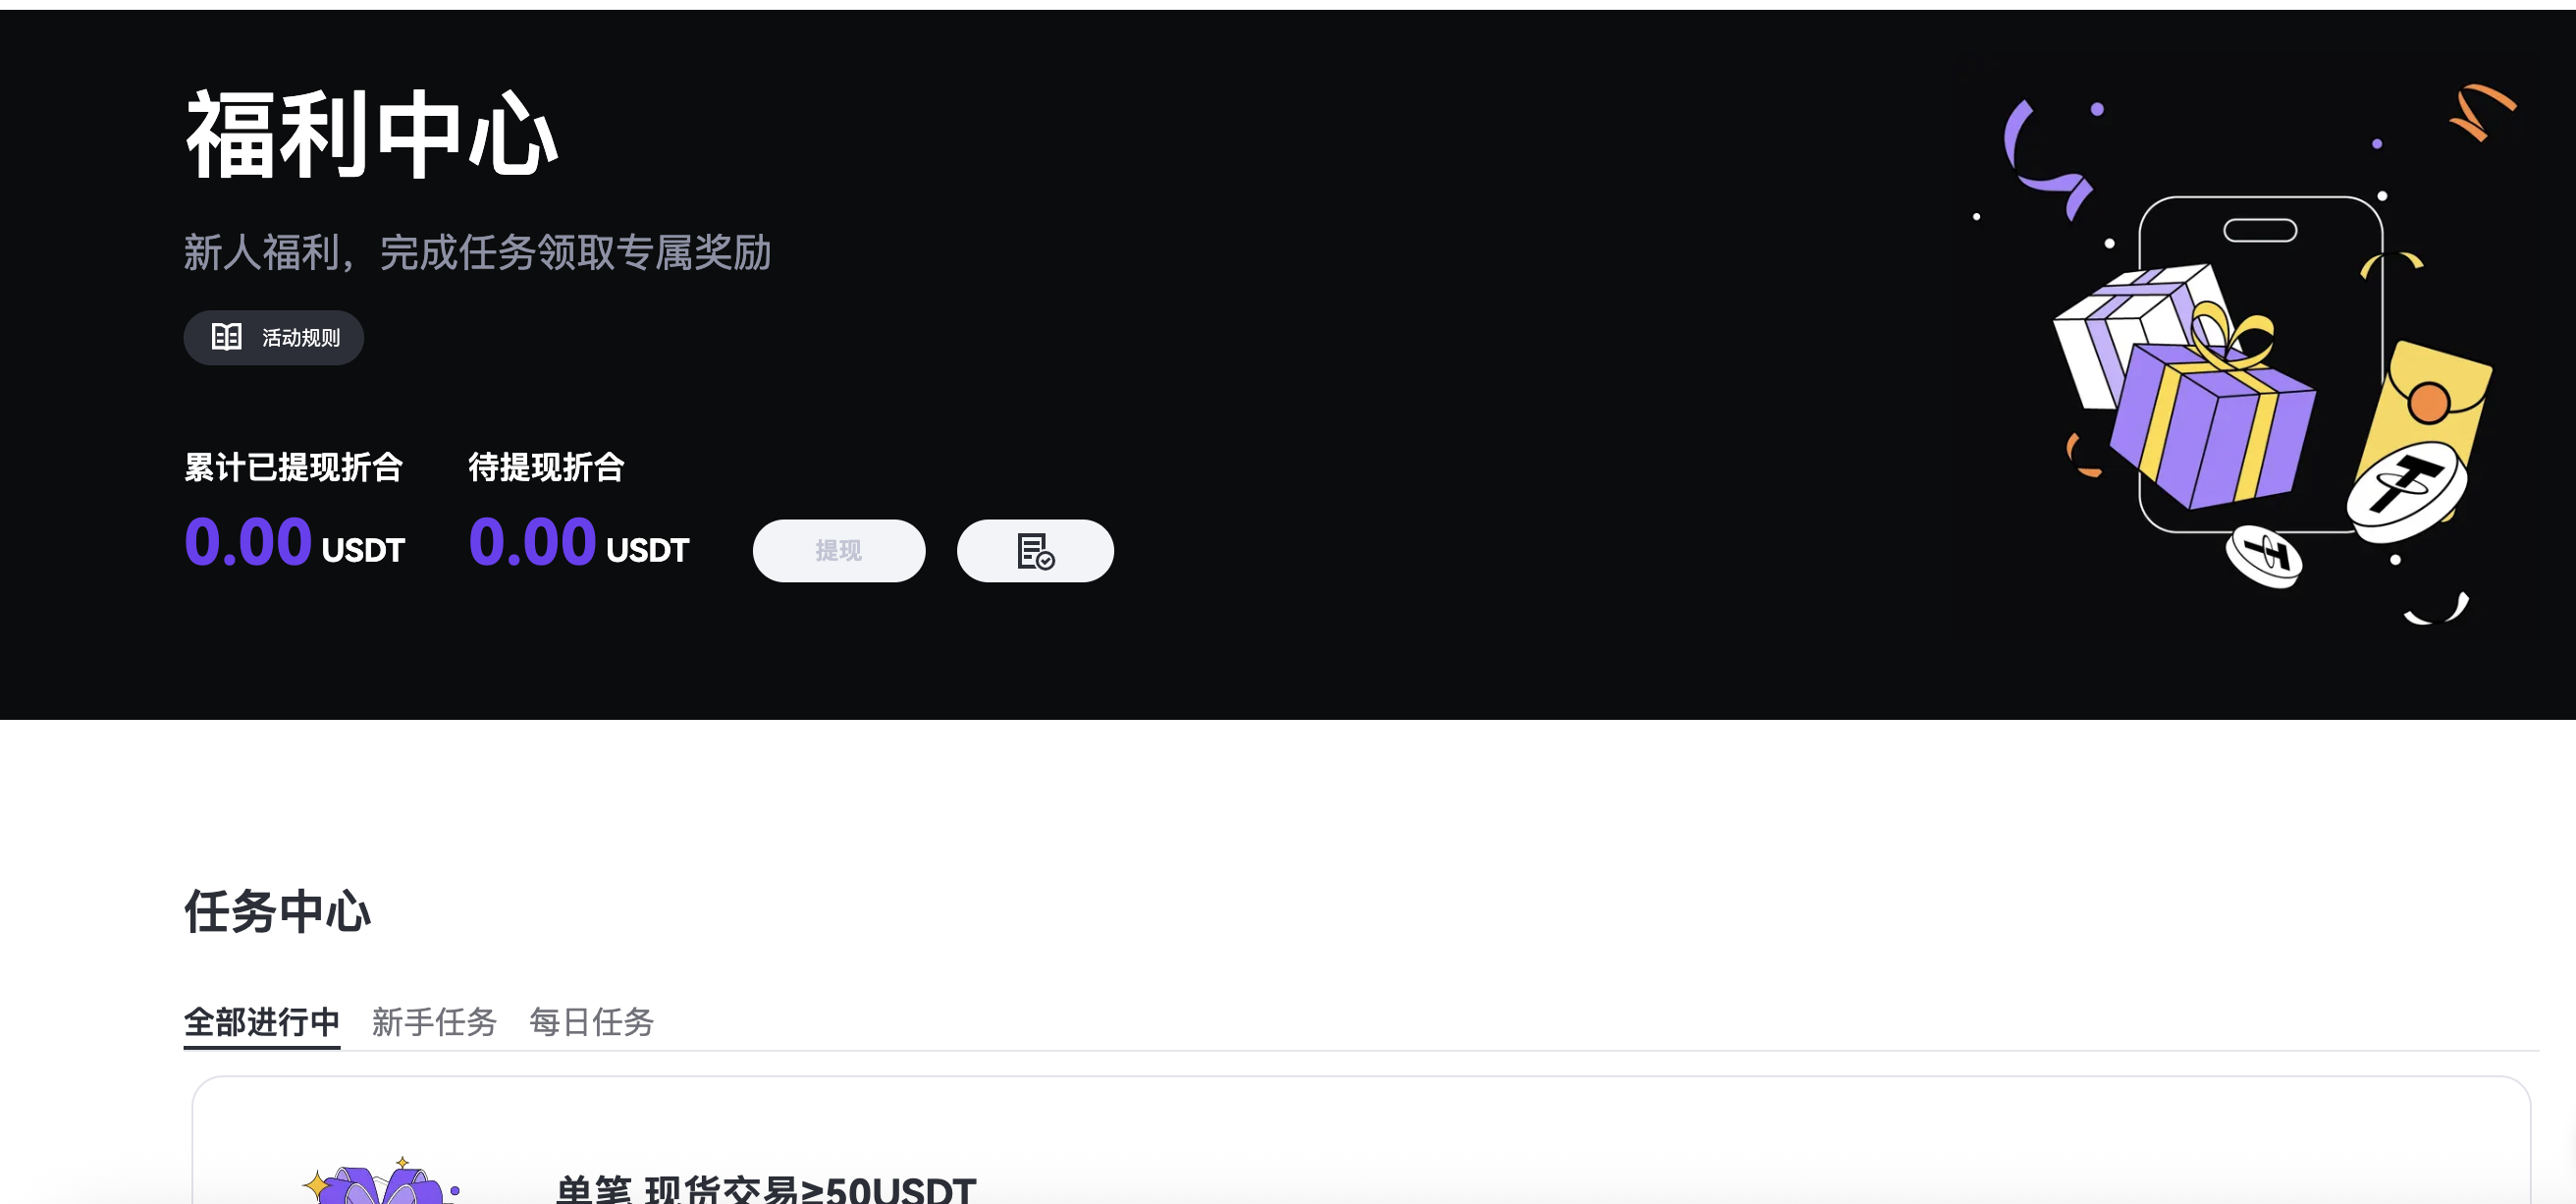 福利中心
新人福利，完成任务领取专属奖励
活动规则
累计已提现折合 待提现折合
0.00 USDT 0.00 USDT 提现
任务中心
全部进行中 新手任务 每日任务
单笔 现货交易≥50USDT